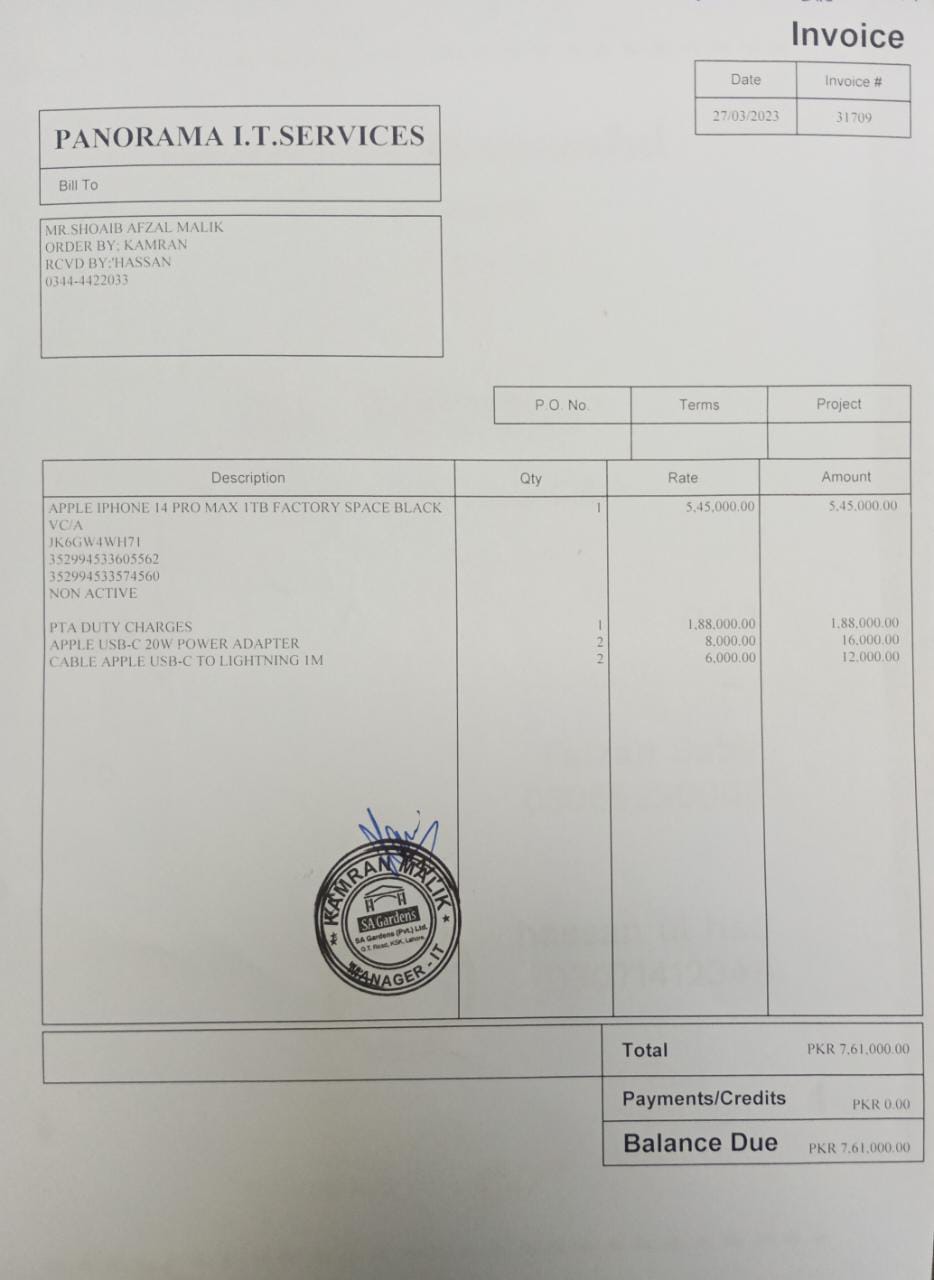 Invoice
Date Invoice #
27/03/2023 31709
PANORAMA I.T.SERVICES
Bill To
MR.SHOAIB AFZAL MALIK
ORDER BY; KAMRAN
RCVD BY;'HASSAN
0344-4422033
P.O. No. Terms Project
Description Qty Rate Amount
APPLE IPHONE 14 PRO MAX 1TB FACTORY SPACE BLACK 1 5,45,000.00 5,45,000.00
VC/A
JK6GW4WH71
352994533605562
352994533574560
NON ACTIVE
PTA DUTY CHARGES 1 1,88,000.00 1,88,000.00
APPLE USB-C 20W POWER ADAPTER 2 8,000.00 16,000.00
CABLE APPLE USB-C TO LIGHTNING 1M 2 6,000.00 12,000.00
KAMRAN MALIK
SA Gardens
SA Gardens (Pvt.) Ltd.
G.T. Road, KSK, Lahore.
MANAGER - IT
Total PKR 7,61,000.00
Payments/Credits PKR 0.00
Balance Due PKR 7,61,000.00